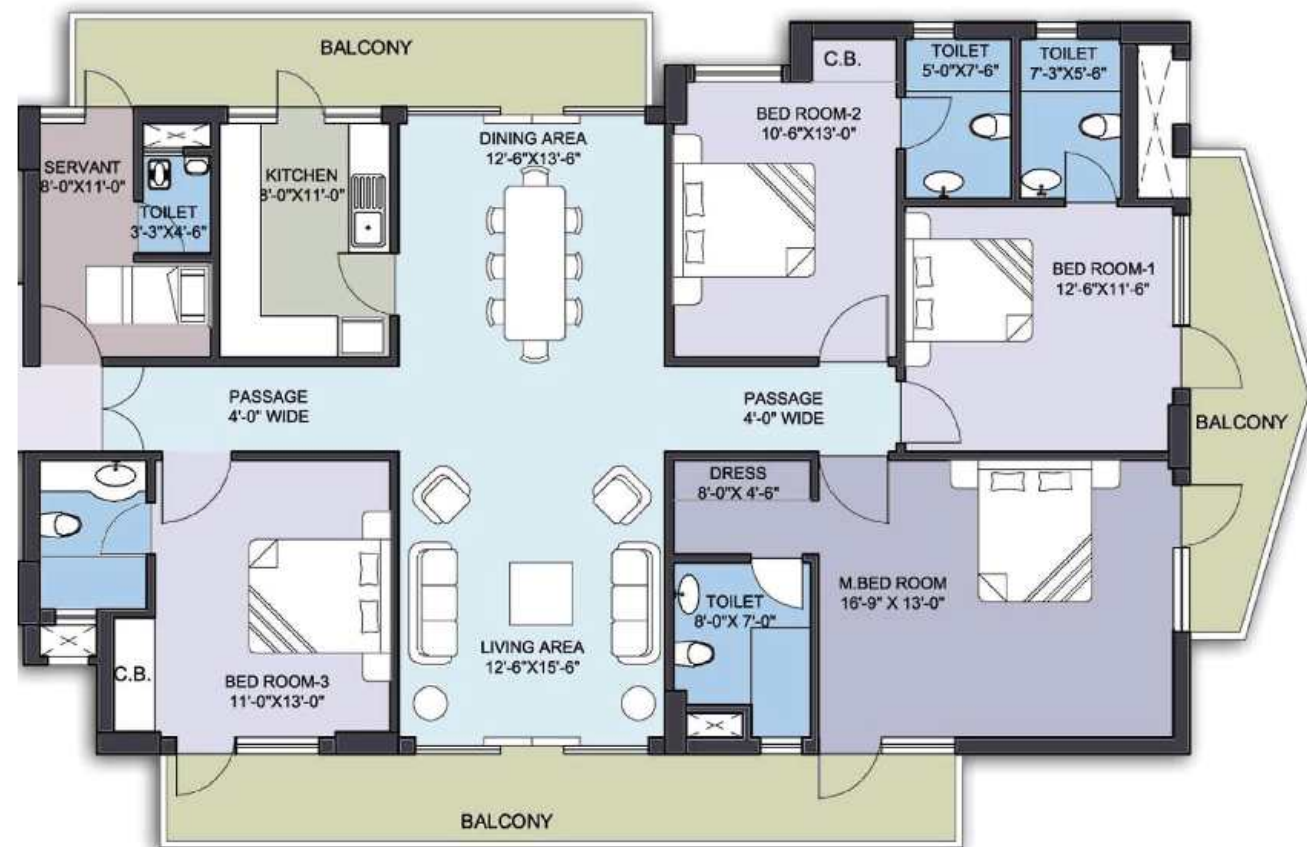 BALCONY
C.B.
TOILET
5'-0"X7'-6"
TOILET
7'-3"X5'-6"
BED ROOM-2
10'-6"X13'-0"
DINING AREA
12'-6"X13'-6"
SERVANT
8'-0"X11'-0"
KITCHEN
8'-0"X11'-0"
TOILET
3'-3"X4'-6"
BED ROOM-1
12'-6"X11'-6"
PASSAGE
4'-0" WIDE
PASSAGE
4'-0" WIDE
BALCONY
DRESS
8'-0"X 4'-6"
M.BED ROOM
16'-9" X 13'-0"
TOILET
8'-0"X 7'-0"
LIVING AREA
12'-6"X15'-6"
C.B.
BED ROOM-3
11'-0"X13'-0"
BALCONY